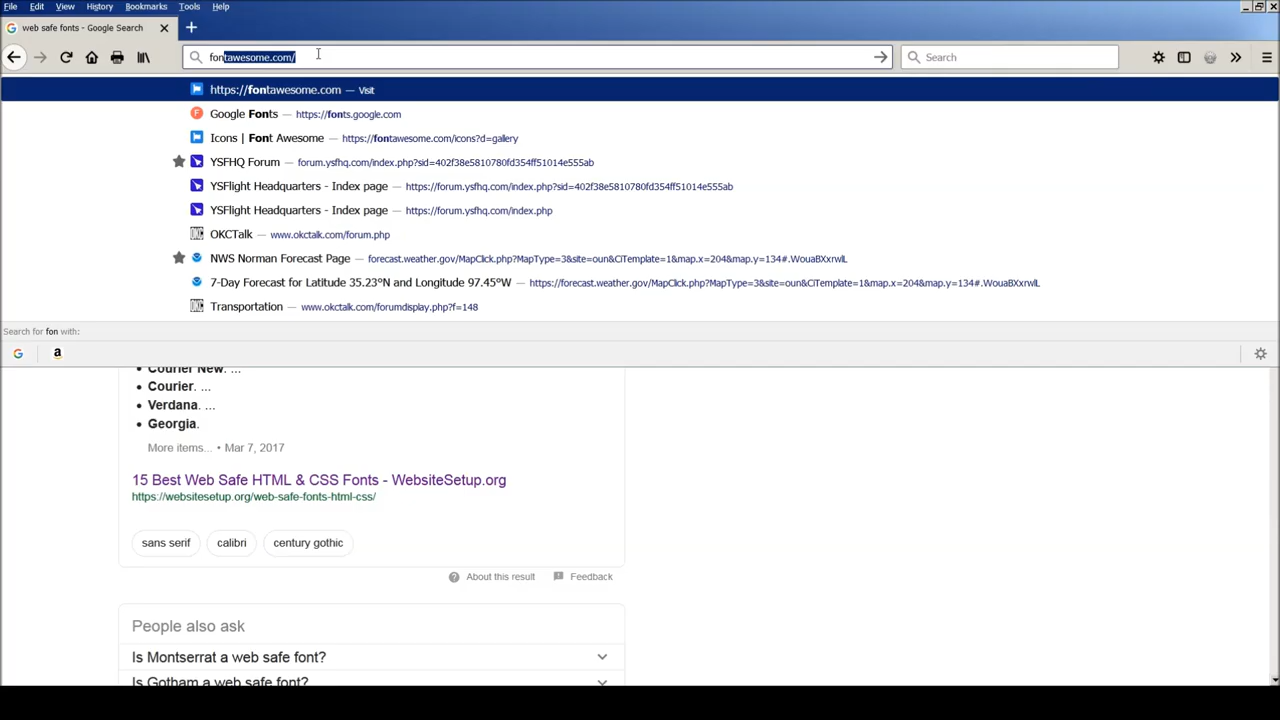 File Edit View History Bookmarks Tools Help
web safe fonts - Google Search
fontawesome.com/
Search
https://fontawesome.com — Visit
Google Fonts — https://fonts.google.com
Icons | Font Awesome — https://fontawesome.com/icons?d=gallery
YSFHQ Forum — forum.ysfhq.com/index.php?sid=402f38e5810780fd354ff51014e555ab
YSFlight Headquarters - Index page — https://forum.ysfhq.com/index.php?sid=402f38e5810780fd354ff51014e555ab
YSFlight Headquarters - Index page — https://forum.ysfhq.com/index.php
OKCTalk — www.okctalk.com/forum.php
NWS Norman Forecast Page — forecast.weather.gov/MapClick.php?MapType=3&site=oun&CiTemplate=1&map.x=204&map.y=134#.WouaBXxrwlL
7-Day Forecast for Latitude 35.23°N and Longitude 97.45°W — https://forecast.weather.gov/MapClick.php?MapType=3&site=oun&CiTemplate=1&map.x=204&map.y=134#.WouaBXxrwlL
Transportation — www.okctalk.com/forumdisplay.php?f=148
Search for fon with:
• Courier New. ...
• Courier. ...
• Verdana. ...
• Georgia.
More items... • Mar 7, 2017
15 Best Web Safe HTML & CSS Fonts - WebsiteSetup.org
https://websitesetup.org/web-safe-fonts-html-css/
sans serif calibri century gothic
About this result Feedback
People also ask
Is Montserrat a web safe font?
Is Gotham a web safe font?